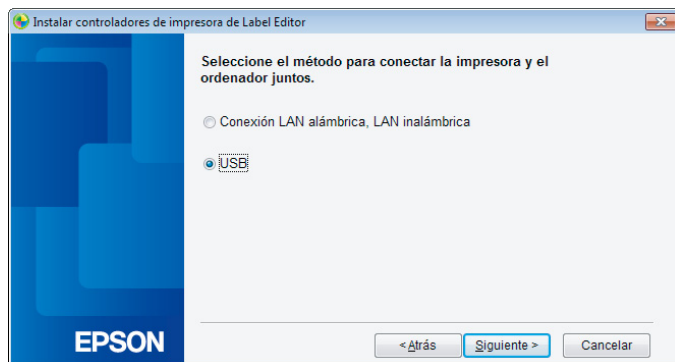 Instalar controladores de impresora de Label Editor
Seleccione el método para conectar la impresora y el
ordenador juntos.
Conexión LAN alámbrica, LAN inalámbrica
USB
EPSON
< Atrás
Siguiente >
Cancelar